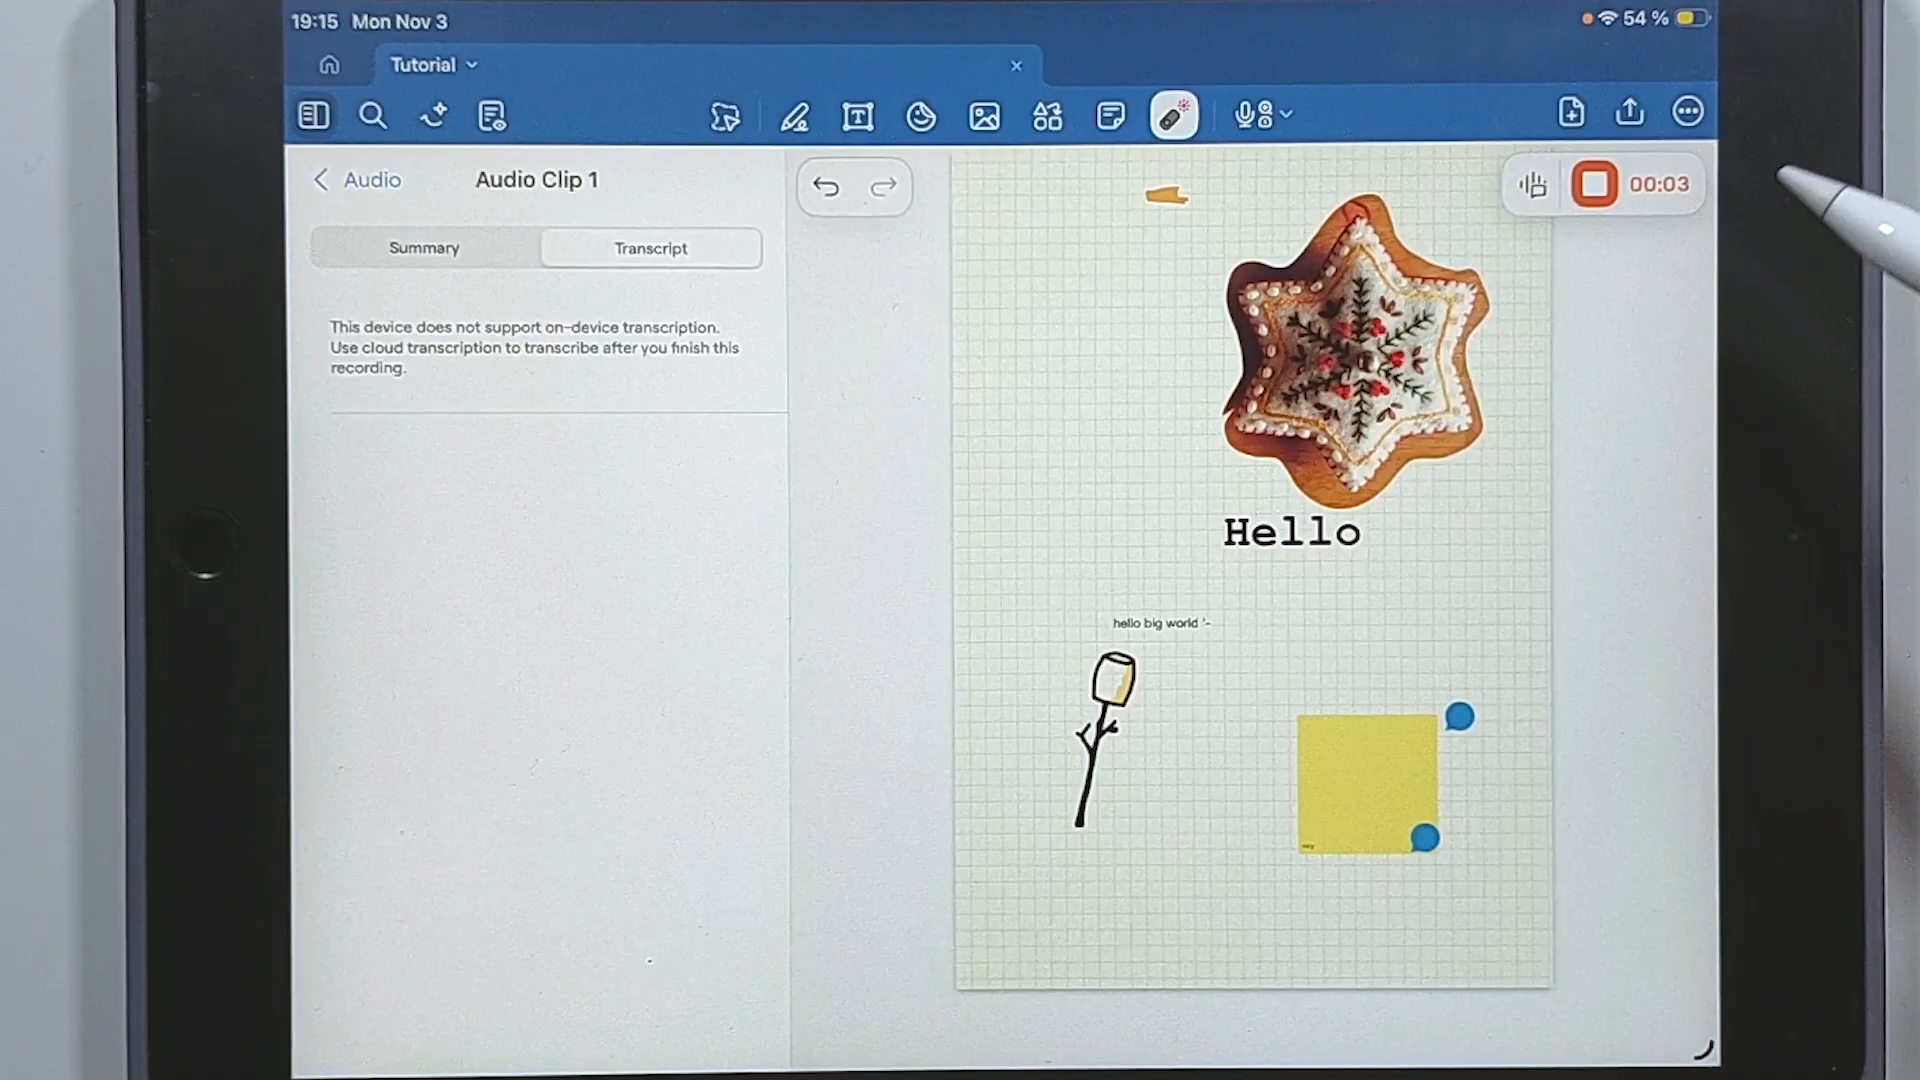 19:15 Mon Nov 3
54 %
Tutorial
Audio
Audio Clip 1
Summary
Transcript
This device does not support on-device transcription.
Use cloud transcription to transcribe after you finish this
recording.
00:03
Hello
hello big world '-